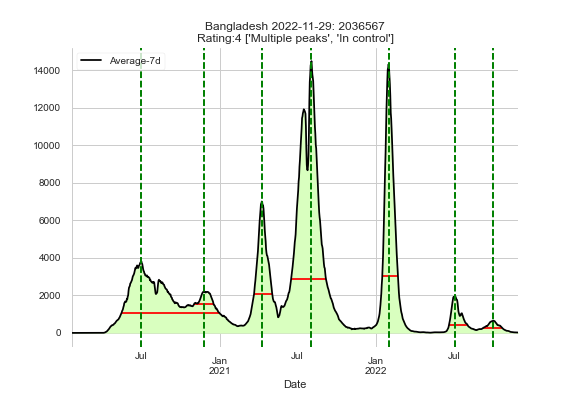 Bangladesh 2022-11-29: 2036567
Rating:4 ['Multiple peaks', 'In control']
Average-7d
14000
12000
10000
8000
6000
4000
2000
0
Jul
Jan
2021
Jul
Jan
2022
Jul
Date